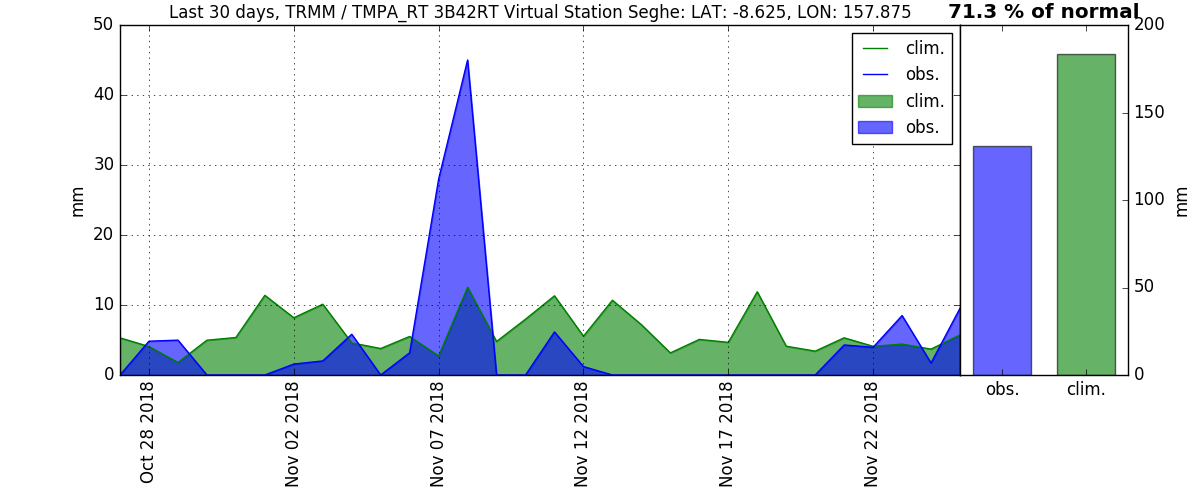 Last 30 days, TRMM / TMPA_RT 3B42RT Virtual Station Seghe: LAT: -8.625, LON: 157.875
71.3 % of normal
50
40
30
20
10
0
mm
clim.
obs.
clim.
obs.
200
150
100
50
0
mm
obs.
clim.
Oct 28 2018
Nov 02 2018
Nov 07 2018
Nov 12 2018
Nov 17 2018
Nov 22 2018